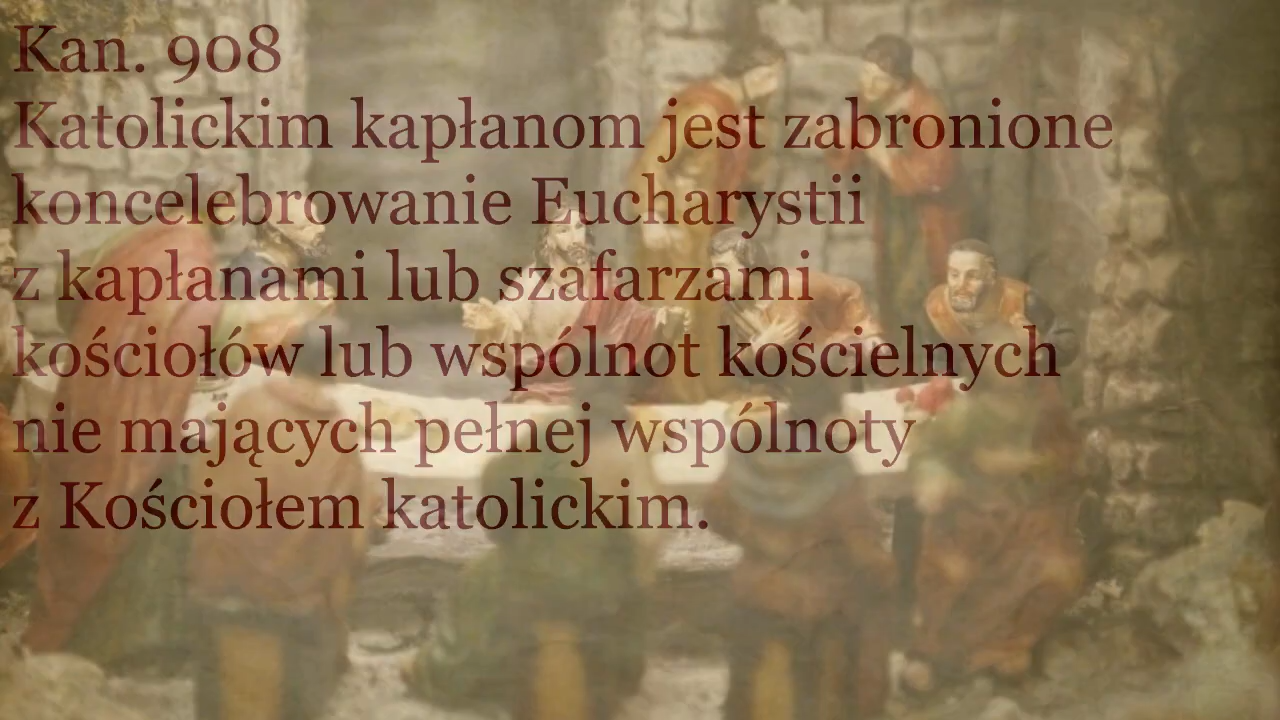 Kan. 908
Katolickim kapłanom jest zabronione
koncelebrowanie Eucharystii
z kapłanami lub szafarzami
kościołów lub wspólnot kościelnych
nie mających pełnej wspólnoty
z Kościołem katolickim.